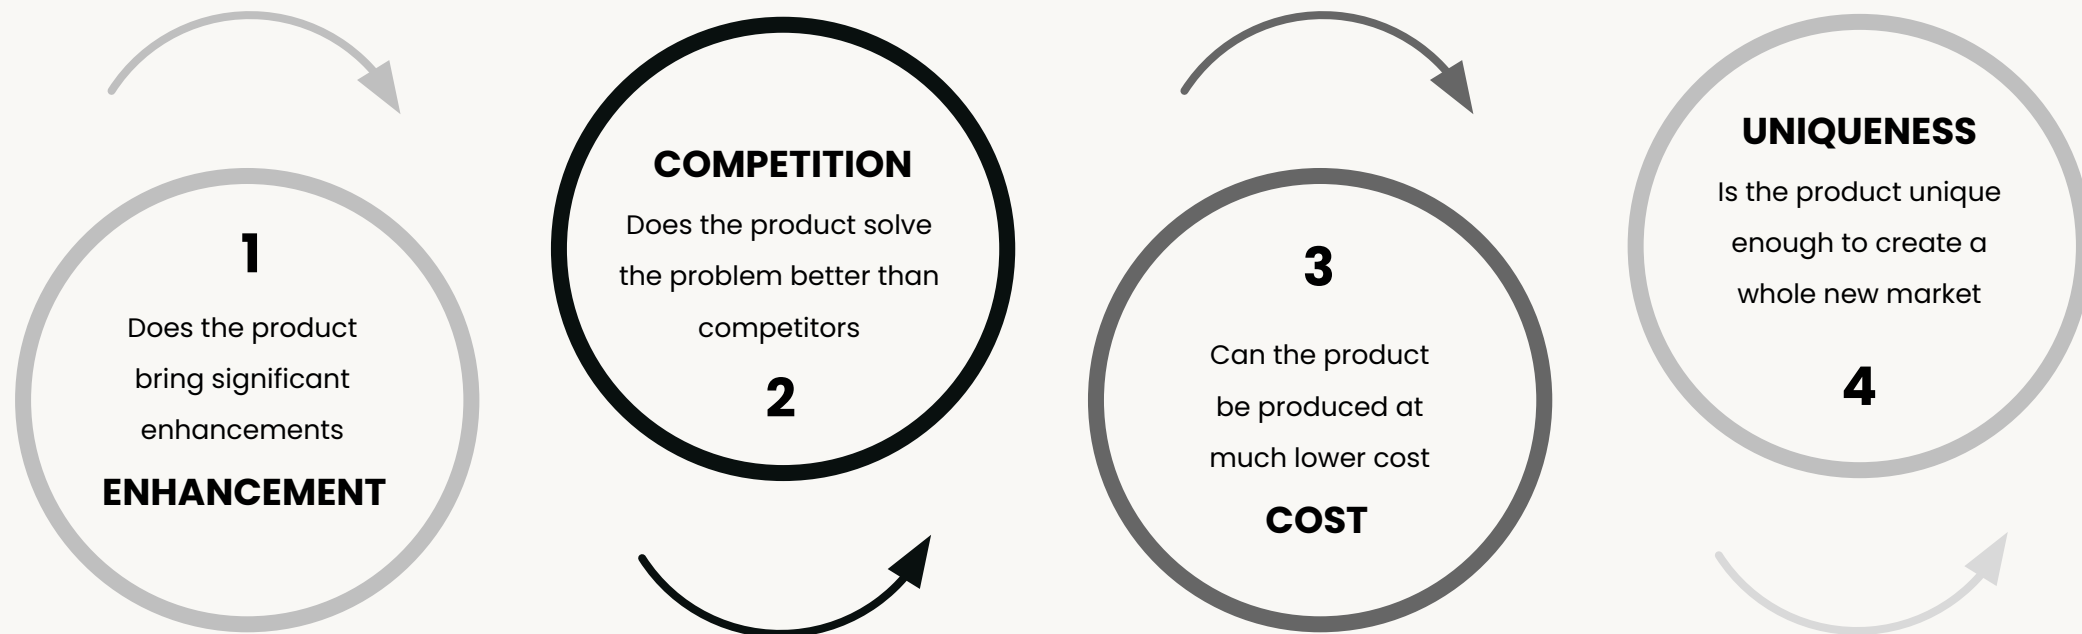 1
Does the product
bring significant
enhancements
ENHANCEMENT
COMPETITION
Does the product solve
the problem better than
competitors
2
3
Can the product
be produced at
much lower cost
COST
UNIQUENESS
Is the product unique
enough to create a
whole new market
4